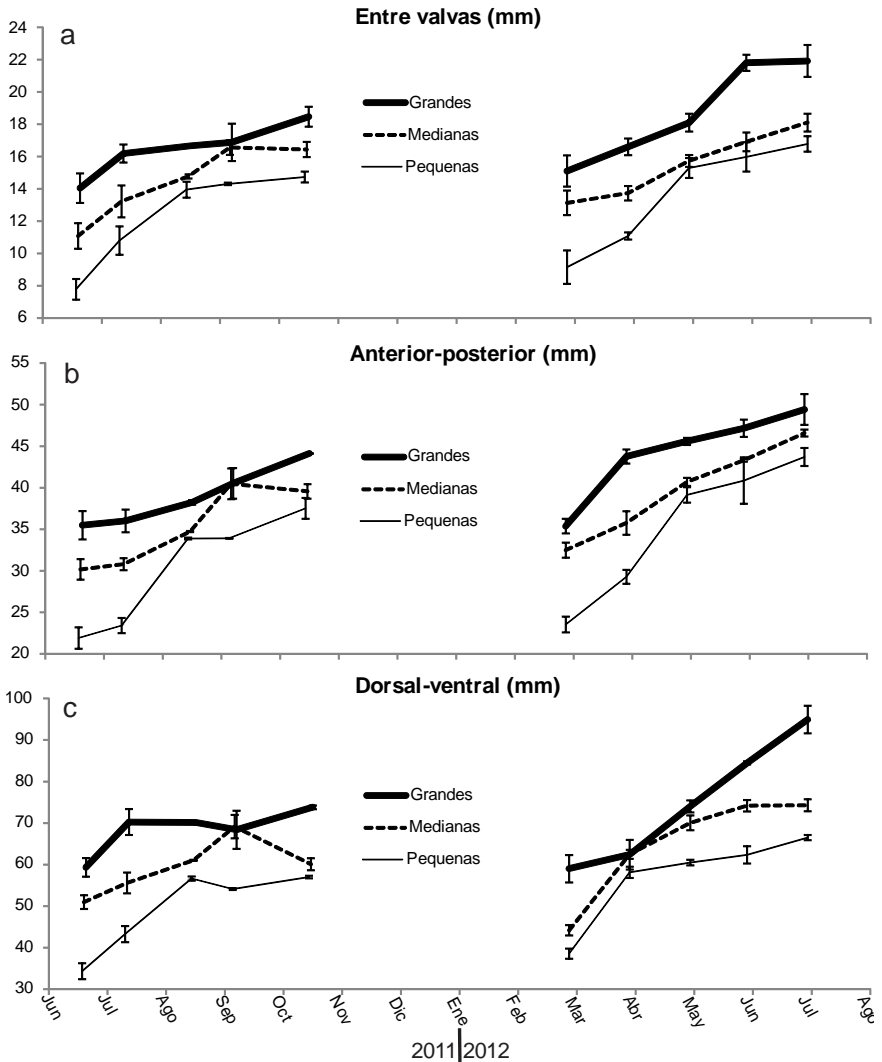 Entre valvas (mm)
a
24
22
20
18
16
14
12
10
8
6
Grandes
Medianas
Pequenas
Anterior-posterior (mm)
b
55
50
45
40
35
30
25
20
Grandes
Medianas
Pequenas
Dorsal-ventral (mm)
c
100
90
80
70
60
50
40
30
Grandes
Medianas
Pequenas
Jun Jul Ago Sep Oct Nov Dic Ene Feb Mar Abr May Jun Jul Ago
2011 2012